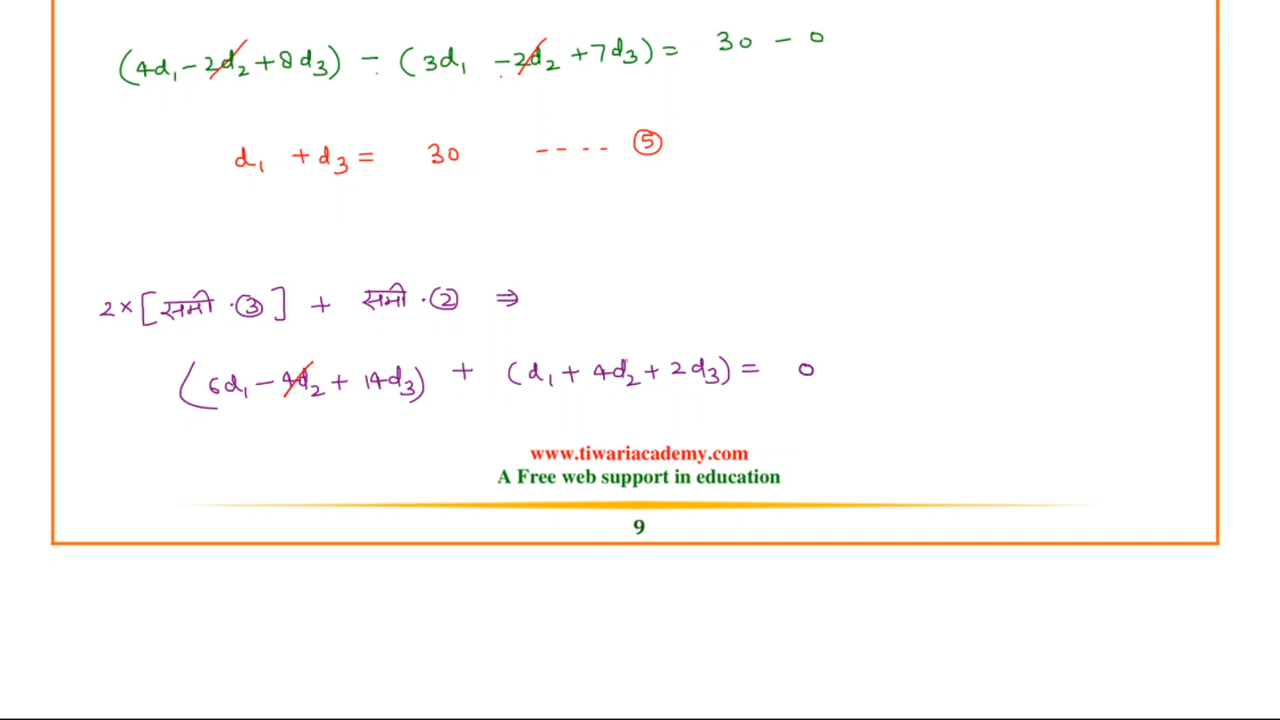 (4d₁ - 2d₂ + 8d₃) - (3d₁ - 2d₂ + 7d₃) = 30 - 0
d₁ + d₃ = 30 ---- ⑤
2 × [समी ·③] + समी ·② ⇒
(6d₁ - 4d₂ + 14d₃) + (d₁ + 4d₂ + 2d₃) = 0
www.tiwariacademy.com
A Free web support in education
9